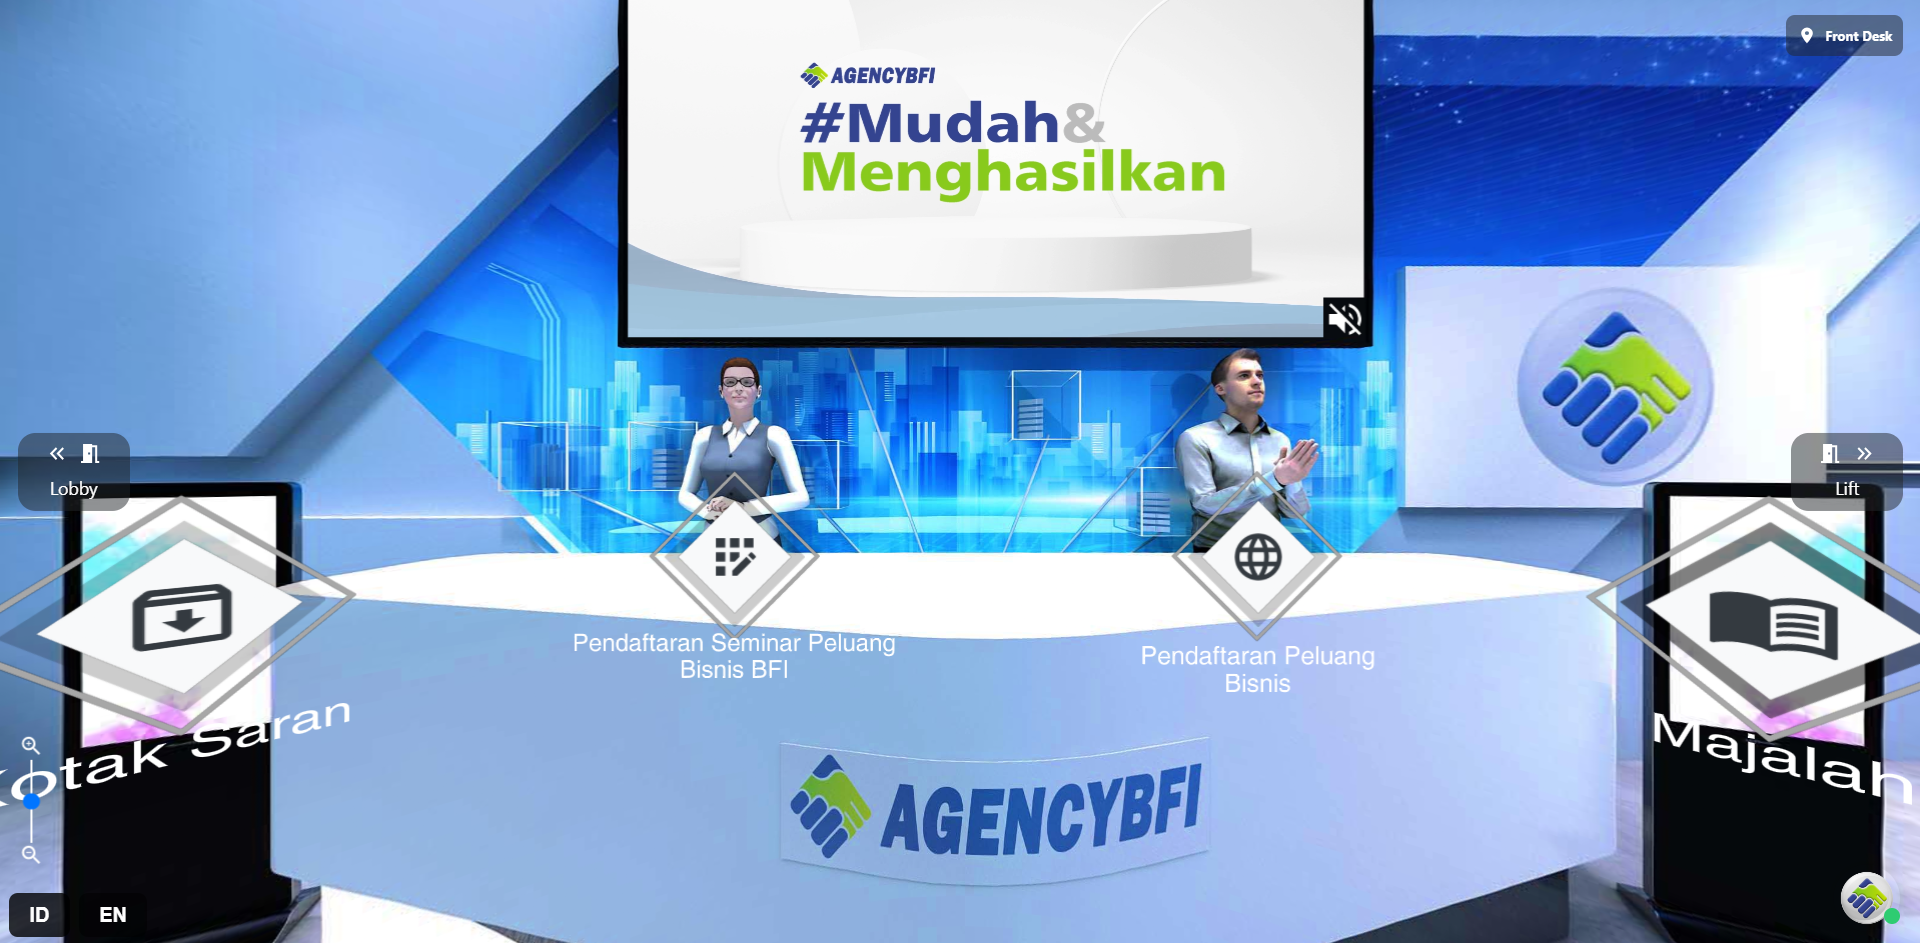 Front Desk
AGENCYBFI
#Mudah&
Menghasilkan
Lobby
Lift
Pendaftaran Seminar Peluang
Bisnis BFI
Pendaftaran Peluang
Bisnis
Kotak Saran
Majalah
AGENCYBFI
ID
EN